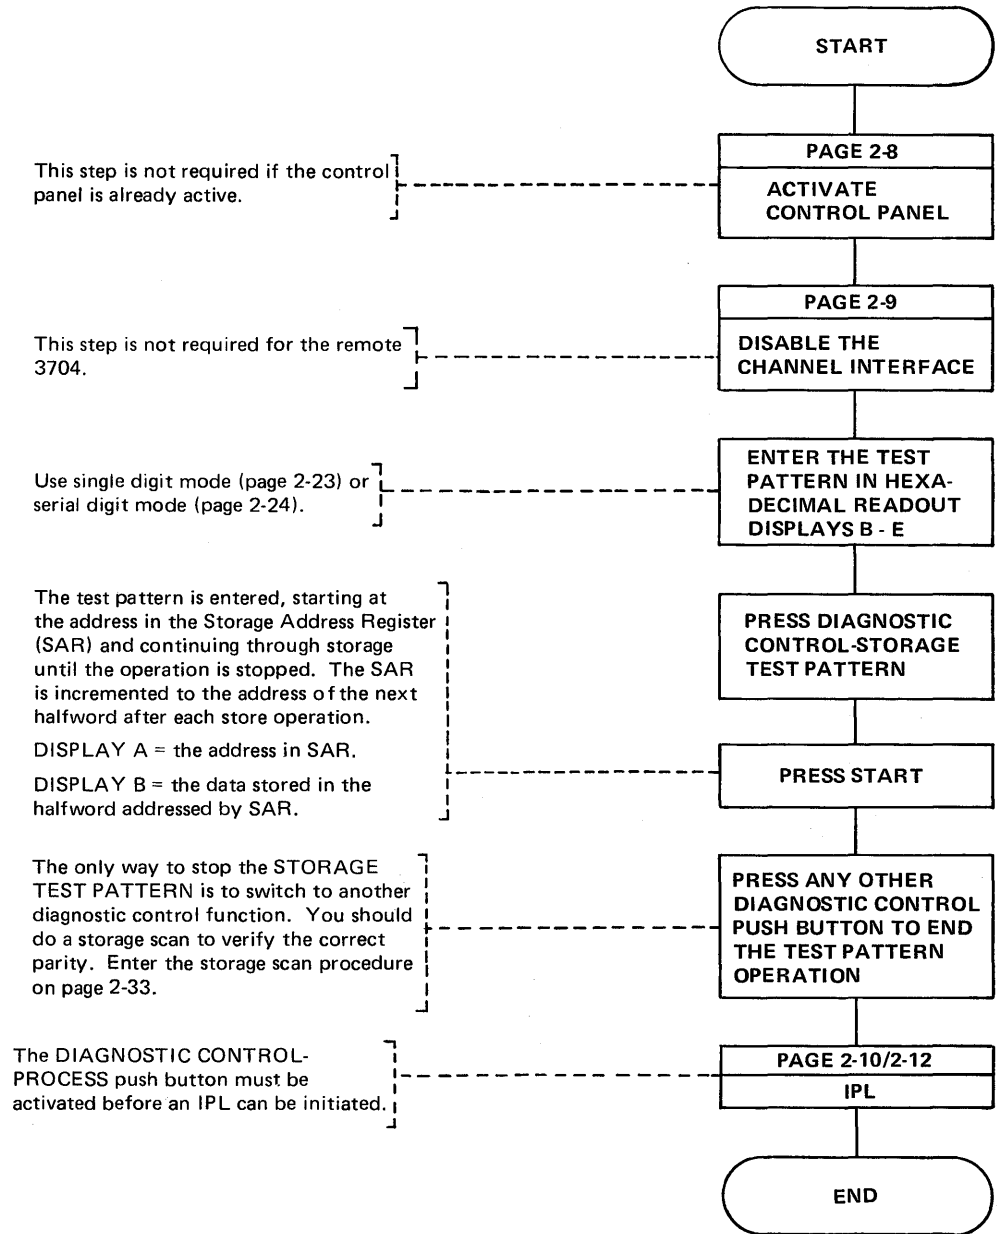 START
PAGE 2-8
ACTIVATE
CONTROL PANEL
This step is not required if the control
panel is already active.
PAGE 2-9
DISABLE THE
CHANNEL INTERFACE
This step is not required for the remote
3704.
ENTER THE TEST
PATTERN IN HEXA-
DECIMAL READOUT
DISPLAYS B - E
Use single digit mode (page 2-23) or
serial digit mode (page 2-24).
PRESS DIAGNOSTIC
CONTROL-STORAGE
TEST PATTERN
The test pattern is entered, starting at
the address in the Storage Address Register
(SAR) and continuing through storage
until the operation is stopped. The SAR
is incremented to the address of the next
halfword after each store operation.
DISPLAY A = the address in SAR.
DISPLAY B = the data stored in the
halfword addressed by SAR.
PRESS START
The only way to stop the STORAGE
TEST PATTERN is to switch to another
diagnostic control function. You should
do a storage scan to verify the correct
parity. Enter the storage scan procedure
on page 2-33.
PRESS ANY OTHER
DIAGNOSTIC CONTROL
PUSH BUTTON TO END
THE TEST PATTERN
OPERATION
The DIAGNOSTIC CONTROL-
PROCESS push button must be
activated before an IPL can be initiated.
PAGE 2-10/2-12
IPL
END